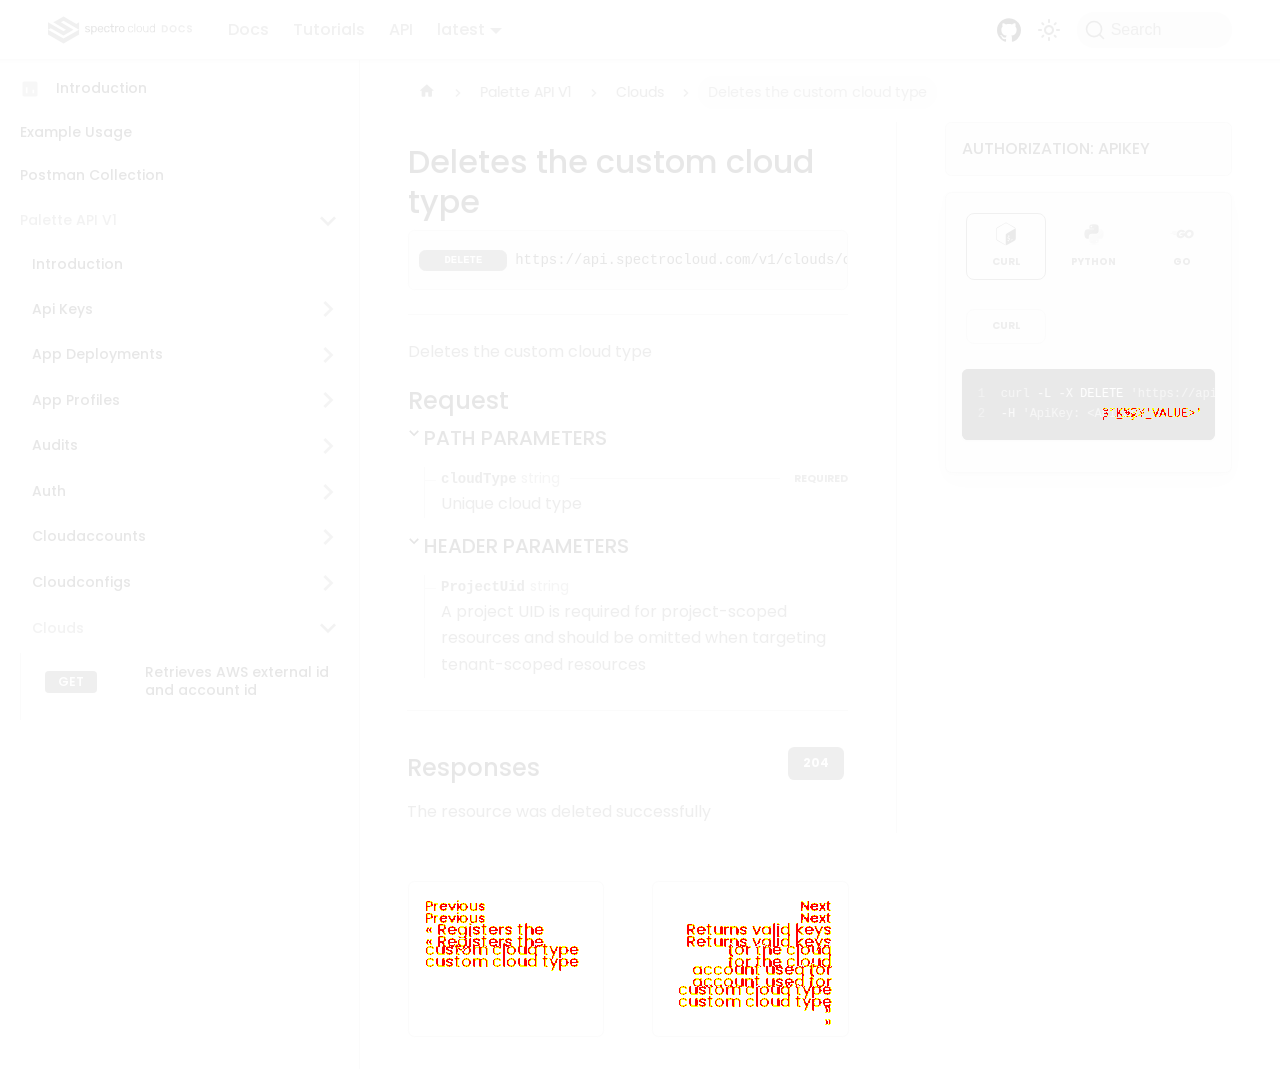 spectro cloud DOCS
Docs
Tutorials
API
latest
Search
Introduction
Example Usage
Postman Collection
Palette API V1
Introduction
Api Keys
App Deployments
App Profiles
Audits
Auth
Cloudaccounts
Cloudconfigs
Clouds
GET
Retrieves AWS external id
and account id
Palette API V1
Clouds
Deletes the custom cloud type
Deletes the custom cloud
type
DELETE
https://api.spectrocloud.com/v1/clouds/
Deletes the custom cloud type
Request
PATH PARAMETERS
cloudType string
REQUIRED
Unique cloud type
HEADER PARAMETERS
ProjectUid string
A project UID is required for project-scoped
resources and should be omitted when targeting
tenant-scoped resources
Responses
204
The resource was deleted successfully
Previous
Previous
« Registers the
« Registers the
custom cloud type
custom cloud type
Next
Next
Returns valid keys
Returns valid keys
for the cloud
for the cloud
account used for
account used for
custom cloud type
custom cloud type
»
»
AUTHORIZATION: APIKEY
CURL
PYTHON
GO
GO
CURL
1 curl -L -X DELETE 'https://api
2 -H 'ApiKey: